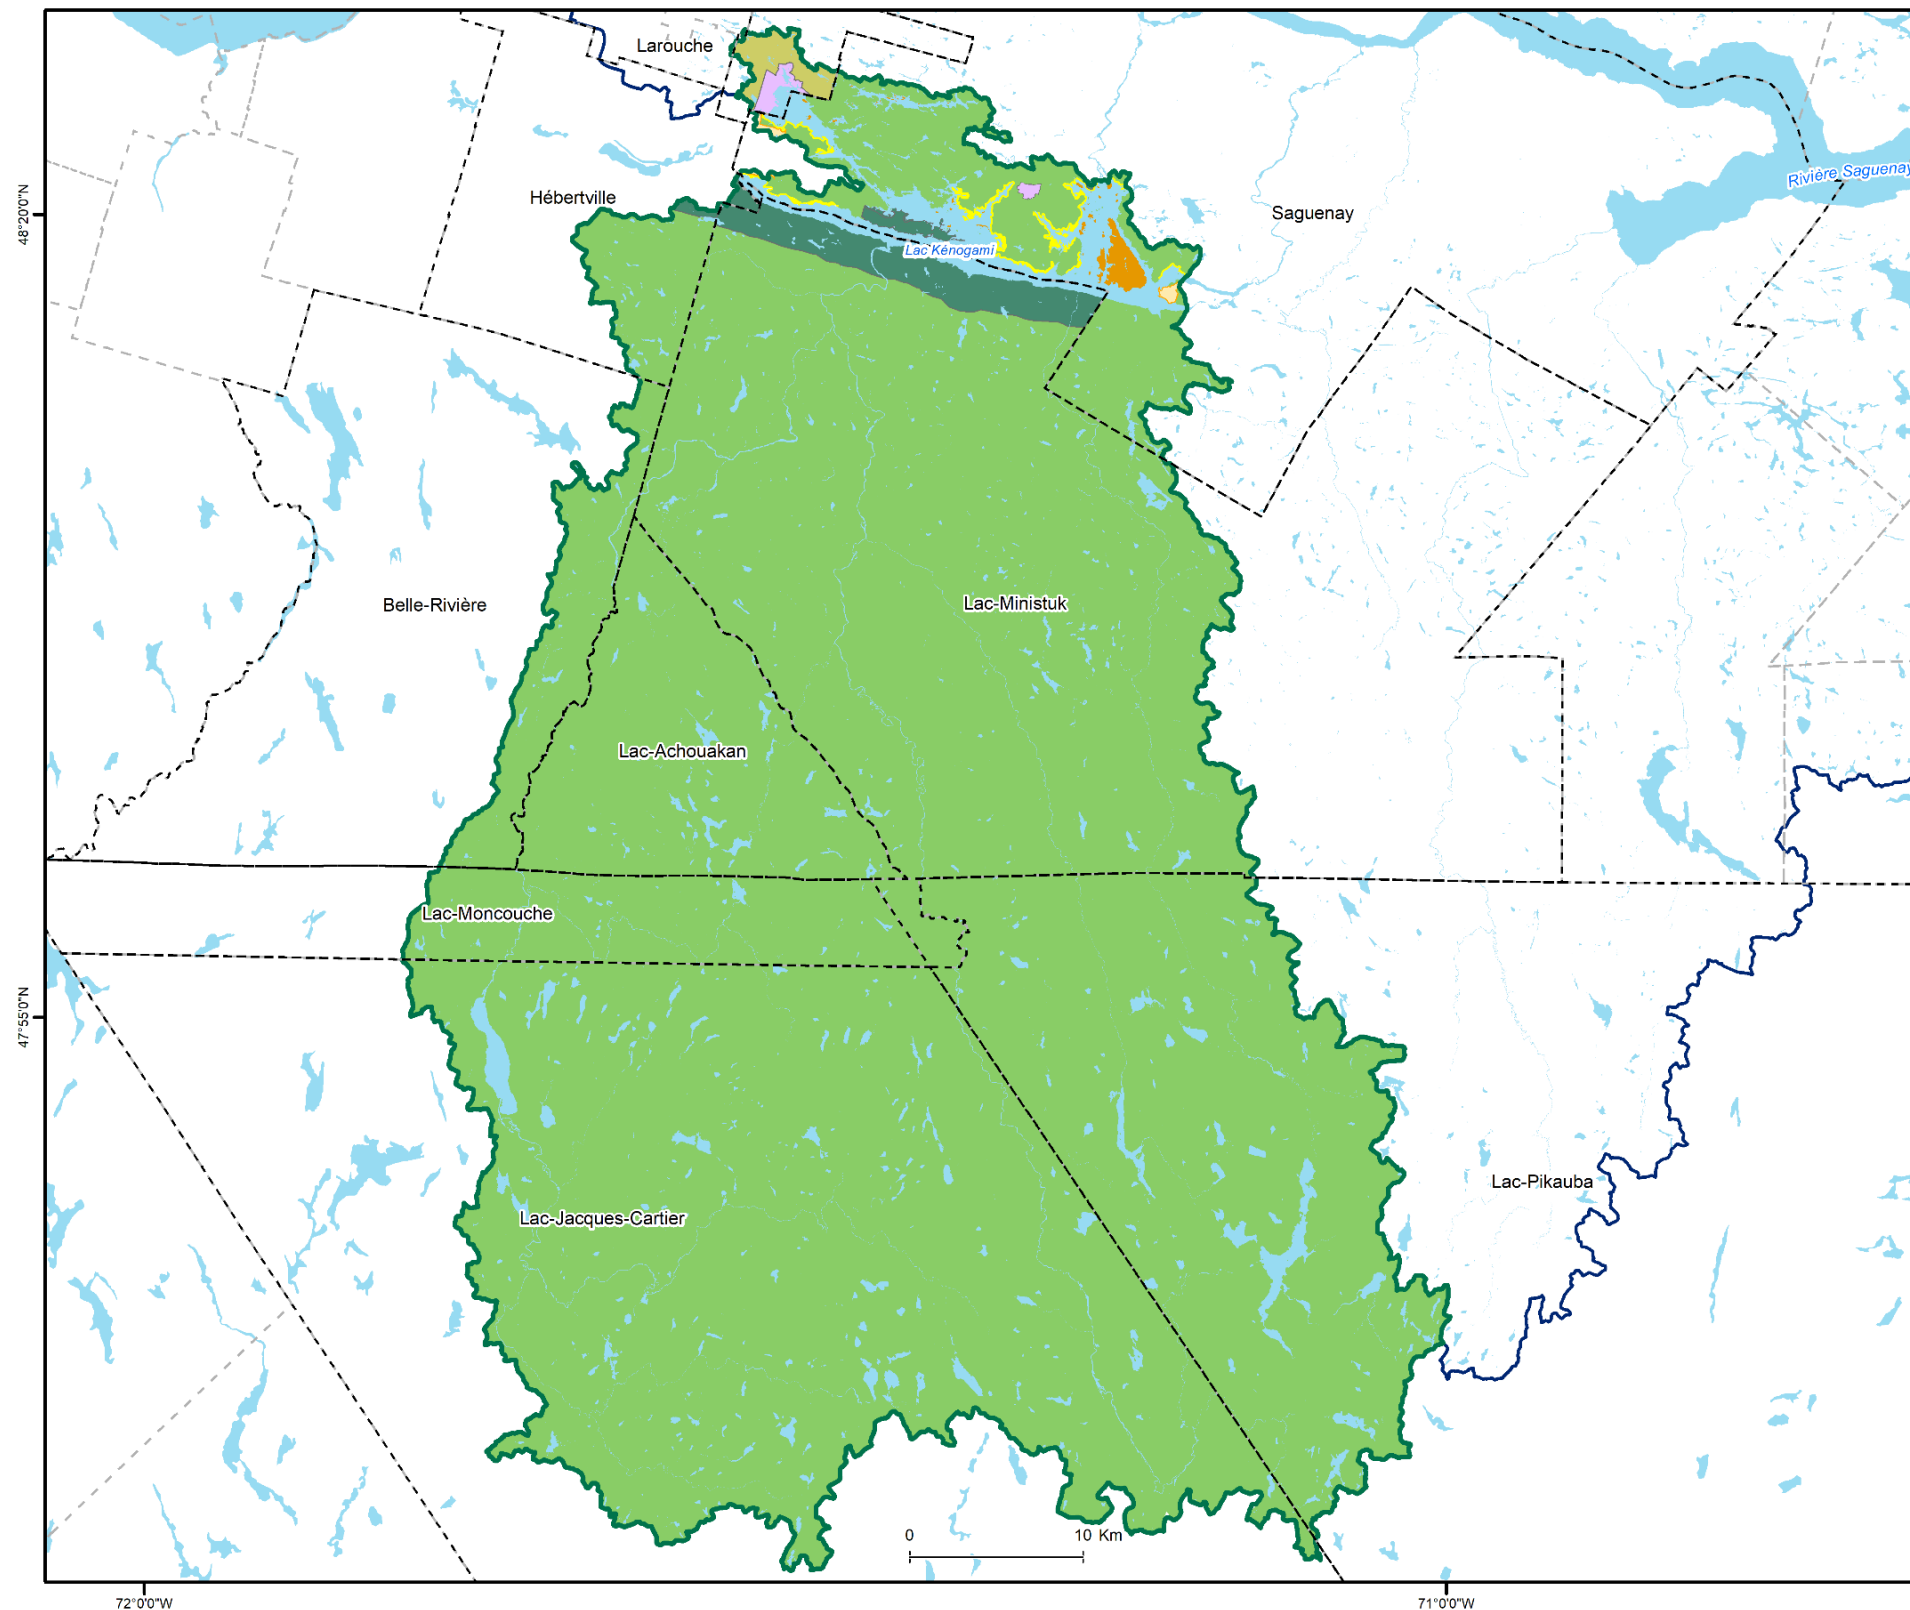 Larouche
Rivière Saguenay
Hébertville
48°20'0"N
Saguenay
Lac Kénogami
Belle-Rivière
Lac-Ministuk
Lac-Achouakan
Lac-Moncouche
47°55'0"N
Lac-Pikauba
Lac-Jacques-Cartier
0 10 Km
72°0'0"W 71°0'0"W